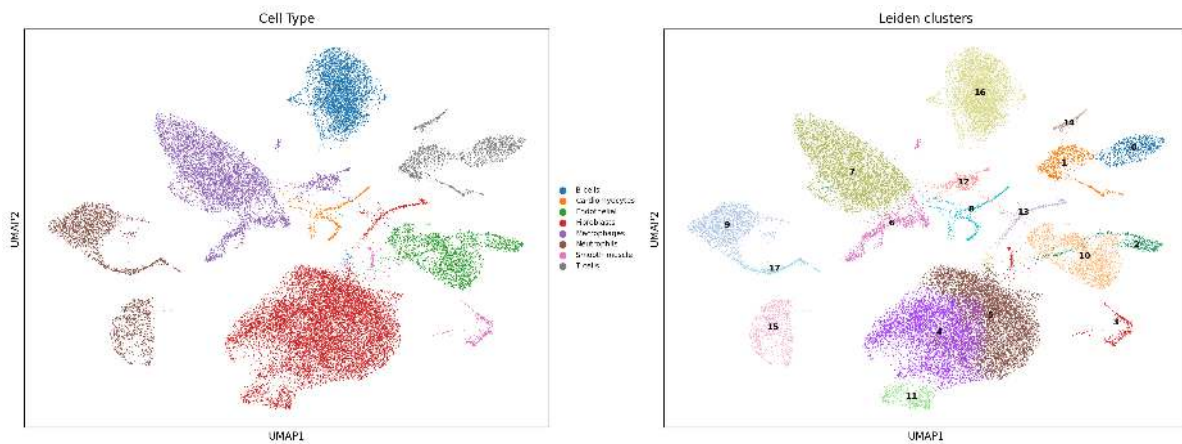 Cell Type
UMAP2
UMAP1
B cells
Cardiomyocytes
Endothelial
Fibroblasts
Macrophages
Neutrophils
Smooth muscle
T cells
Leiden clusters
UMAP2
UMAP1
16
14
1
7
12
8
13
6
9
2
10
17
5
3
15
4
11